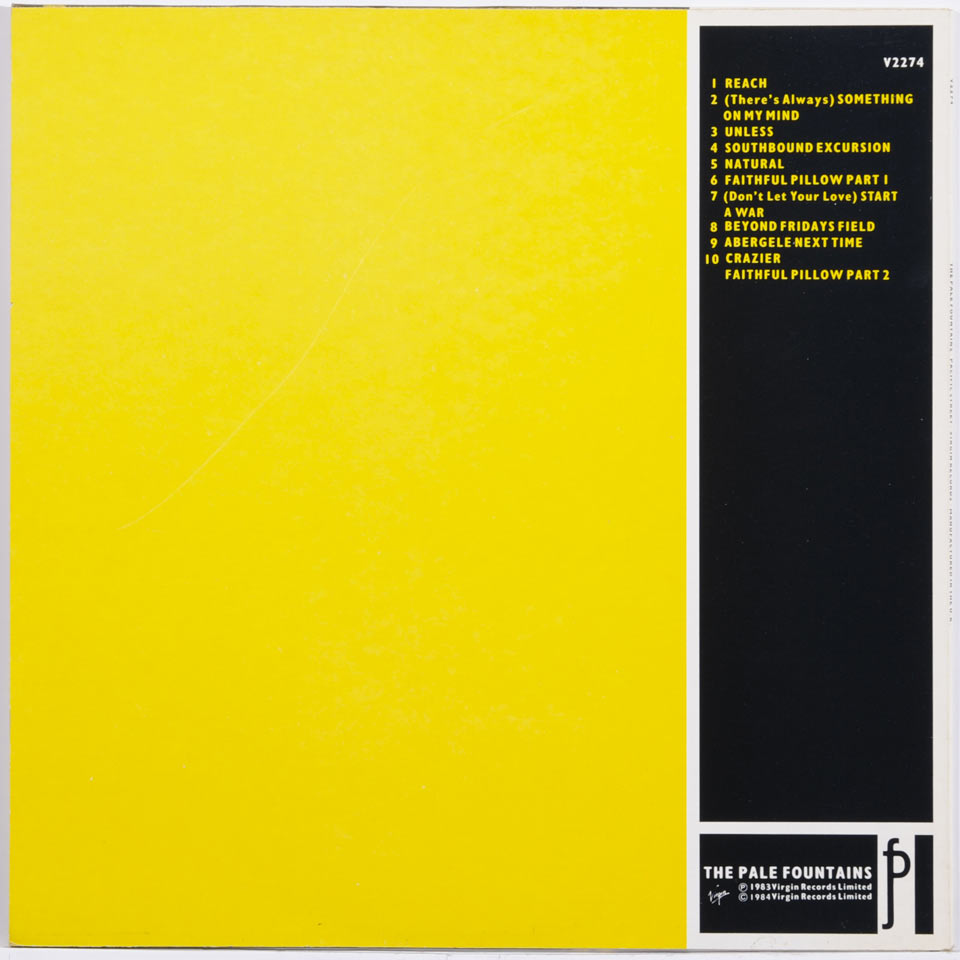 V2274
1 REACH
2 (There's Always) SOMETHING
ON MY MIND
3 UNLESS
4 SOUTHBOUND EXCURSION
5 NATURAL
6 FAITHFUL PILLOW PART 1
7 (Don't Let Your Love) START
A WAR
8 BEYOND FRIDAYS FIELD
9 ABERGELE NEXT TIME
10 CRAZIER
FAITHFUL PILLOW PART 2
THE PALE FOUNTAINS
Ⓟ 1983 Virgin Records Limited
© 1984 Virgin Records Limited
Virgin
fp